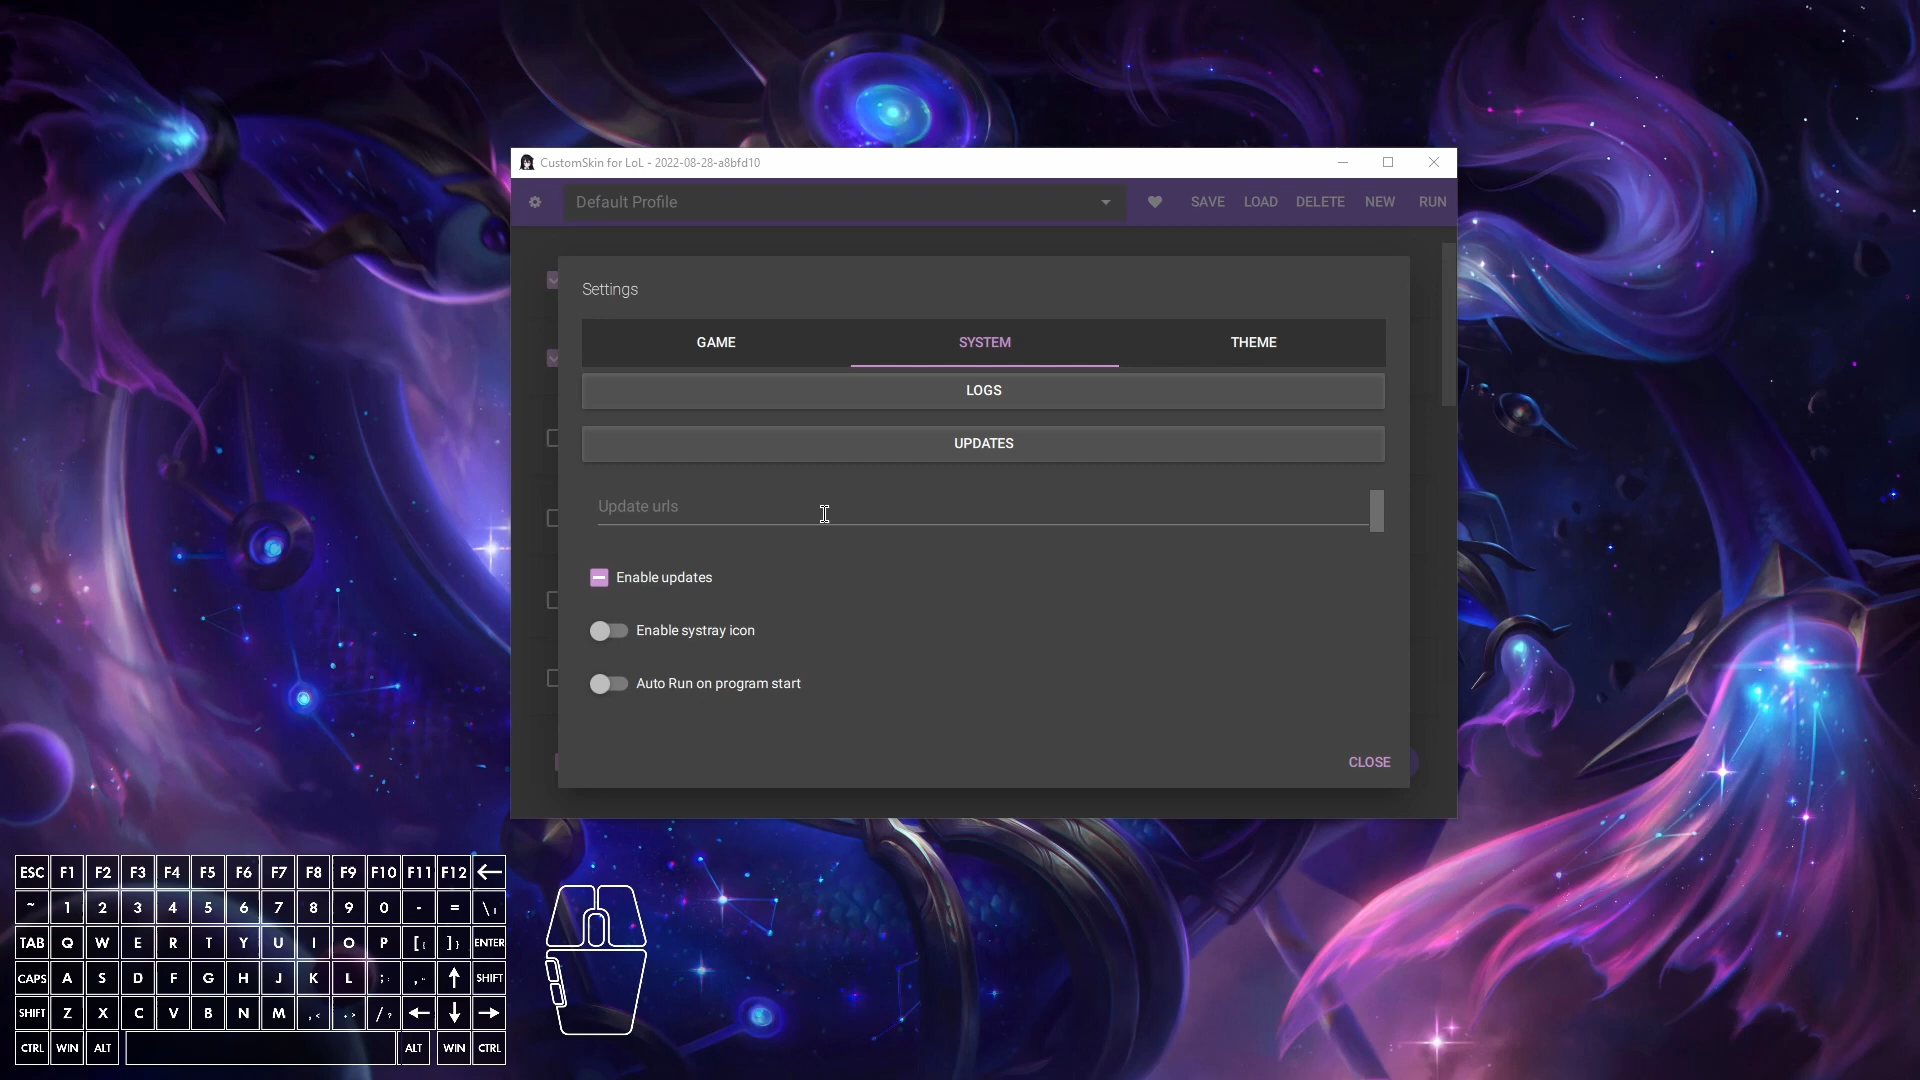 CustomSkin for LoL - 2022-08-28-a8bfd10
Default Profile SAVE LOAD DELETE NEW RUN
Settings
GAME SYSTEM THEME
LOGS
UPDATES
Update urls
Enable updates
Enable systray icon
Auto Run on program start
CLOSE
ESC F1 F2 F3 F4 F5 F6 F7 F8 F9 F10 F11 F12 ←
~ 1 2 3 4 5 6 7 8 9 0 - = \
TAB Q W E R T Y U I O P [{ ]} ENTER
CAPS A S D F G H J K L ;: ↑ SHIFT
SHIFT Z X C V B N M ,< .> /? ← ↓ →
CTRL WIN ALT ALT WIN CTRL